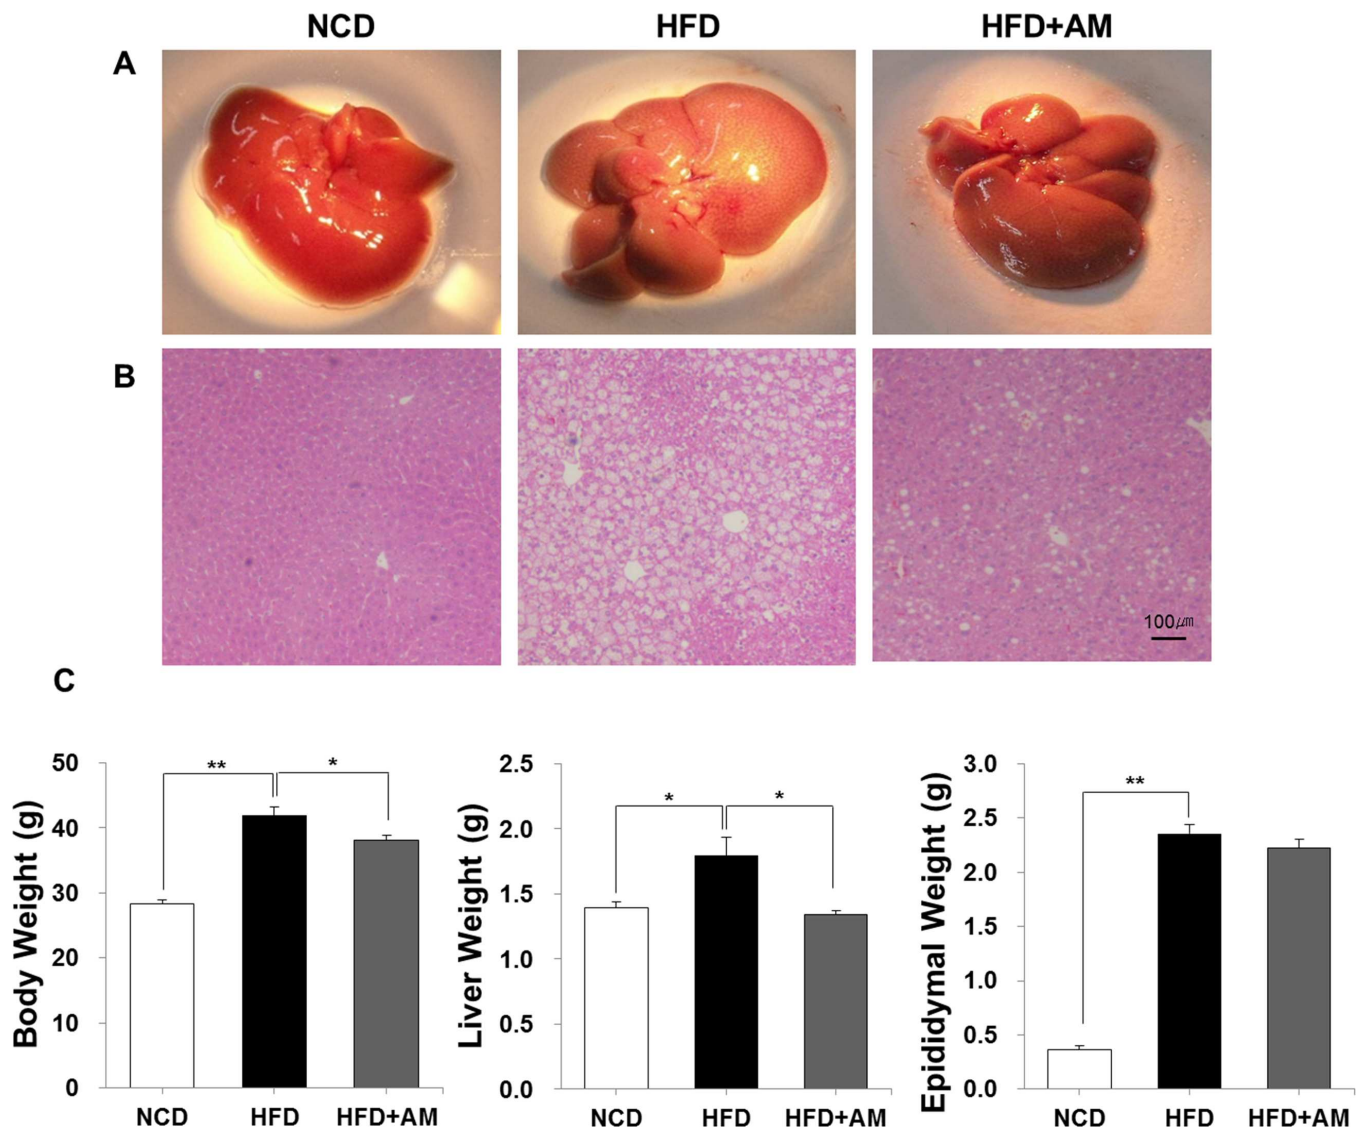 NCD HFD HFD+AM
A
B
100㎛
C
Body Weight (g)
50
40
30
20
10
0
** *
NCD HFD HFD+AM
Liver Weight (g)
2.5
2.0
1.5
1.0
0.5
0.0
* *
NCD HFD HFD+AM
Epididymal Weight (g)
3.0
2.5
2.0
1.5
1.0
0.5
0.0
**
NCD HFD HFD+AM